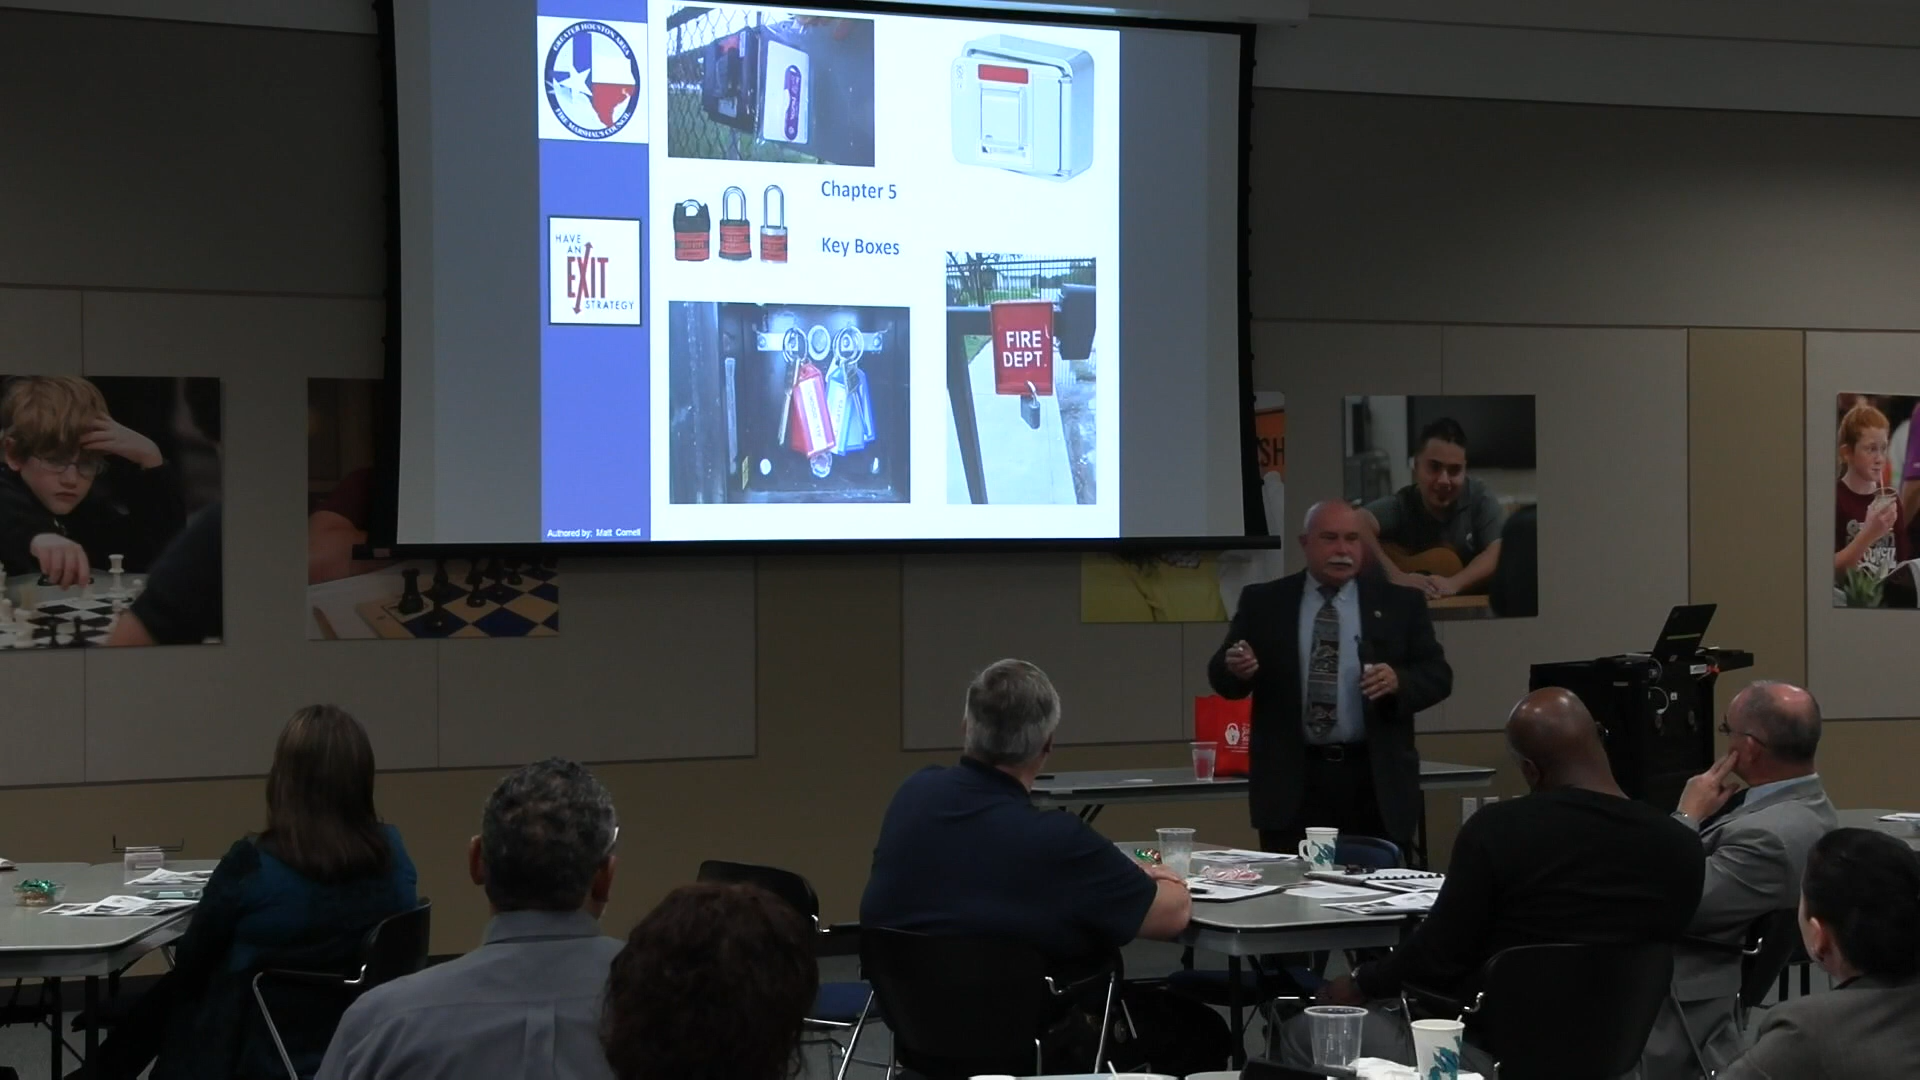 GREATER HOUSTON AREA
FIRE MARSHAL'S COUNCIL
HAVE
AN
EXIT
STRATEGY
Authored by: Matt Cornell
Chapter 5
Key Boxes
FIRE
DEPT.
SH